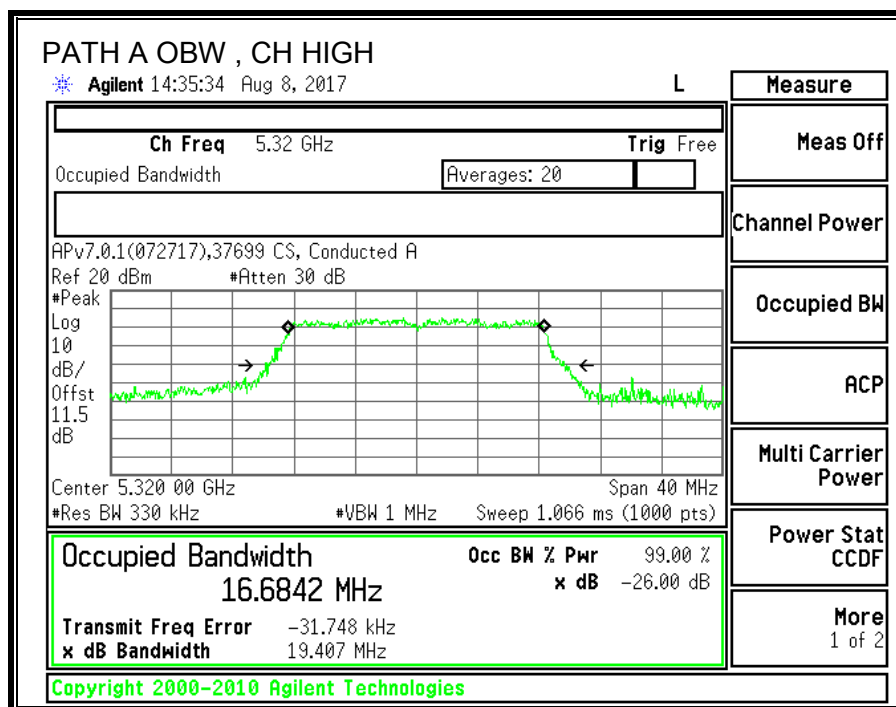 PATH A OBW , CH HIGH
Agilent 14:35:34 Aug 8, 2017 L
Measure
Ch Freq 5.32 GHz Trig Free
Meas Off
Occupied Bandwidth Averages: 20
Channel Power
APv7.0.1(072717),37699 CS, Conducted A
Ref 20 dBm #Atten 30 dB
#Peak
Log
10
dB/
Offst
11.5
dB
Occupied BW
ACP
Multi Carrier
Power
Center 5.320 00 GHz Span 40 MHz
#Res BW 330 kHz #VBW 1 MHz Sweep 1.066 ms (1000 pts)
Power Stat
CCDF
Occupied Bandwidth Occ BW % Pwr 99.00 %
16.6842 MHz x dB -26.00 dB
Transmit Freq Error -31.748 kHz
x dB Bandwidth 19.407 MHz
More
1 of 2
Copyright 2000-2010 Agilent Technologies